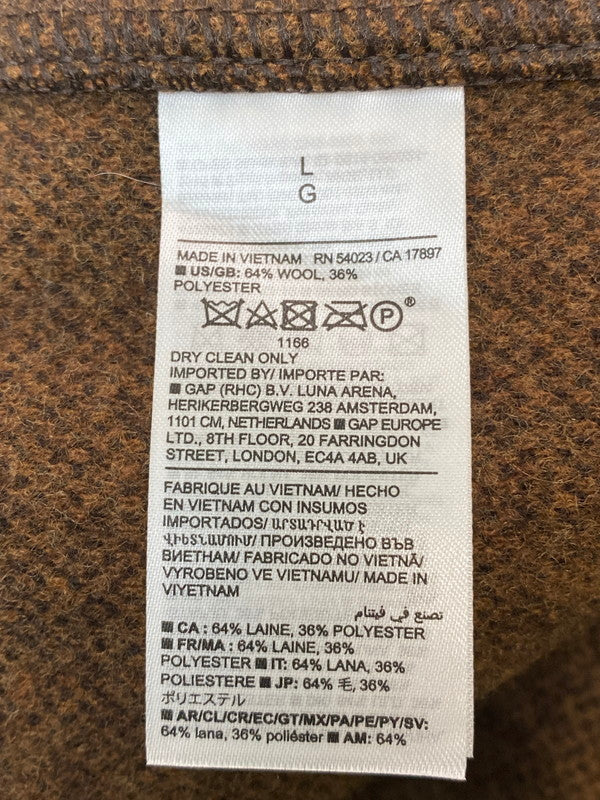 L
G
MADE IN VIETNAM RN 54023 / CA 17897
■ US/GB: 64% WOOL, 36%
POLYESTER
P ®
1166
DRY CLEAN ONLY
IMPORTED BY/ IMPORTE PAR:
■ GAP (RHC) B.V. LUNA ARENA,
HERIKERBERGWEG 238 AMSTERDAM,
1101 CM, NETHERLANDS ■ GAP EUROPE
LTD., 8TH FLOOR, 20 FARRINGDON
STREET, LONDON, EC4A 4AB, UK
FABRIQUE AU VIETNAM/ HECHO
EN VIETNAM CON INSUMOS
IMPORTADOS/ ԱՐՏԱԴՐՎԱԾ Է
ՎԻԵՏՆԱՄՈՒՄ/ ПРОИЗВЕДЕНО ВЪВ
ВИЕТНАМ/ FABRICADO NO VIETNÃ/
VYROBENO VE VIETNAMU/ MADE IN
VIYETNAM
تصنع في فيتنام
■ CA : 64% LAINE, 36% POLYESTER
■ FR/MA : 64% LAINE, 36%
POLYESTER ■ IT: 64% LANA, 36%
POLIESTERE ■ JP: 64% 毛, 36%
ポリエステル
■ AR/CL/CR/EC/GT/MX/PA/PE/PY/SV:
64% lana, 36% poliéster ■ AM: 64%